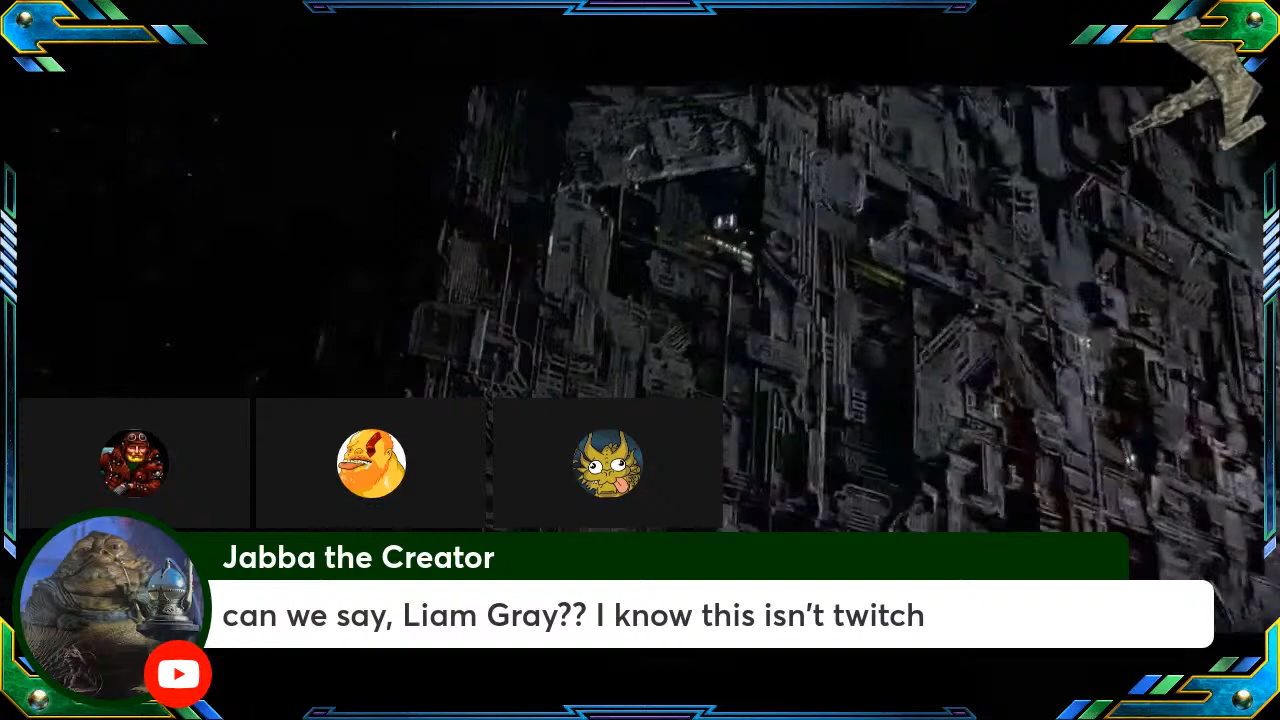 Jabba the Creator
can we say, Liam Gray?? I know this isn't twitch